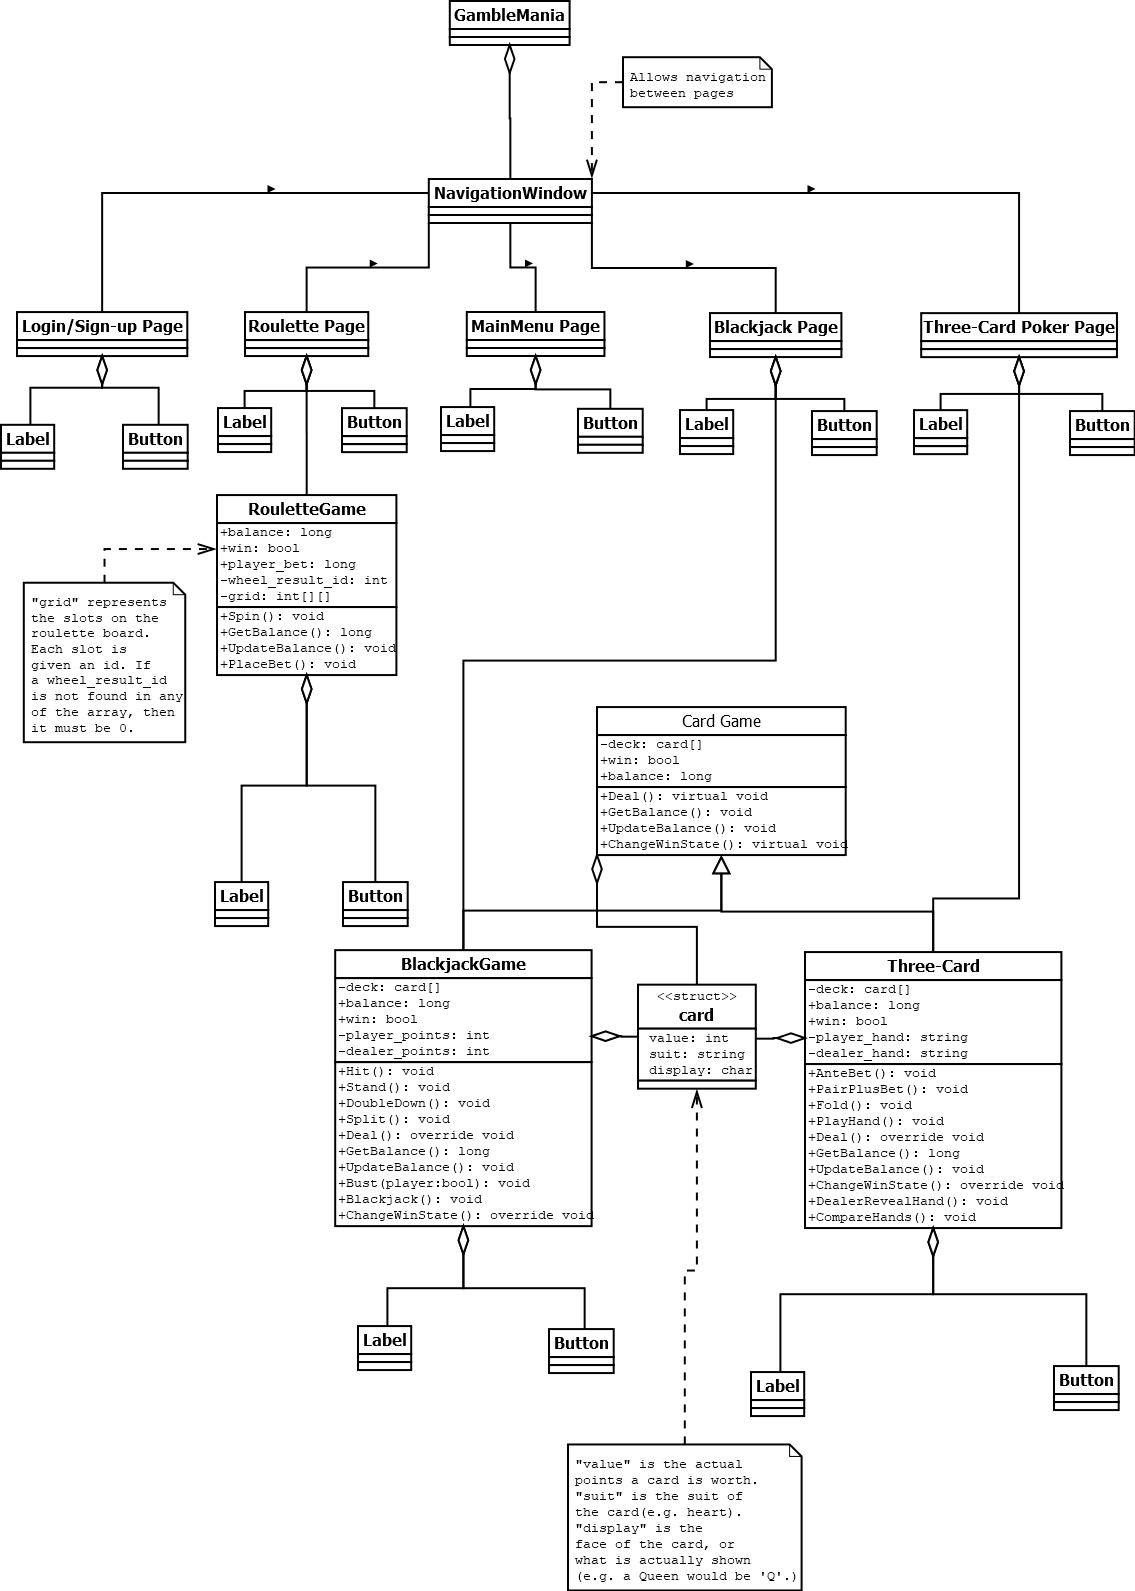 GambleMania
Allows navigation
between pages
NavigationWindow
Login/Sign-up Page
Roulette Page
MainMenu Page
Blackjack Page
Three-Card Poker Page
Label
Button
Label
Button
Label
Button
Label
Button
Label
Button
RouletteGame
+balance: long
+win: bool
+player_bet: long
-wheel_result_id: int
-grid: int[][]
+Spin(): void
+GetBalance(): long
+UpdateBalance(): void
+PlaceBet(): void
"grid" represents
the slots on the
roulette board.
Each slot is
given an id. If
a wheel_result_id
is not found in any
of the array, then
it must be 0.
Card Game
-deck: card[]
+win: bool
+balance: long
+Deal(): virtual void
+GetBalance(): void
+UpdateBalance(): void
+ChangeWinState(): virtual void
Label
Button
BlackjackGame
-deck: card[]
+balance: long
+win: bool
-player_points: int
-dealer_points: int
+Hit(): void
+Stand(): void
+DoubleDown(): void
+Split(): void
+Deal(): override void
+GetBalance(): long
+UpdateBalance(): void
+Bust(player:bool): void
+Blackjack(): void
+ChangeWinState(): override void
<<struct>>
card
value: int
suit: string
display: char
Three-Card
-deck: card[]
+balance: long
+win: bool
-player_hand: string
-dealer_hand: string
+AnteBet(): void
+PairPlusBet(): void
+Fold(): void
+PlayHand(): void
+Deal(): override void
+GetBalance(): long
+UpdateBalance(): void
+ChangeWinState(): override void
+DealerRevealHand(): void
+CompareHands(): void
Label
Button
Label
Button
"value" is the actual
points a card is worth.
"suit" is the suit of
the card(e.g. heart).
"display" is the
face of the card, or
what is actually shown
(e.g. a Queen would be 'Q'.)